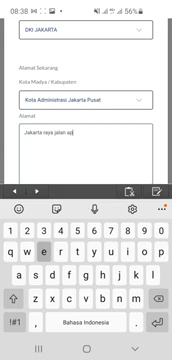 08:38
56%
DKI JAKARTA
Alamat Sekarang
Kota Madya / Kabupaten
Kota Administrasi Jakarta Pusat
Alamat
Jakarta raya jalan ap
1 2 3 4 5 6 7 8 9 0
q w e r t y u i o p
a s d f g h j k l
z x c v b n m
!#1 , Bahasa Indonesia .